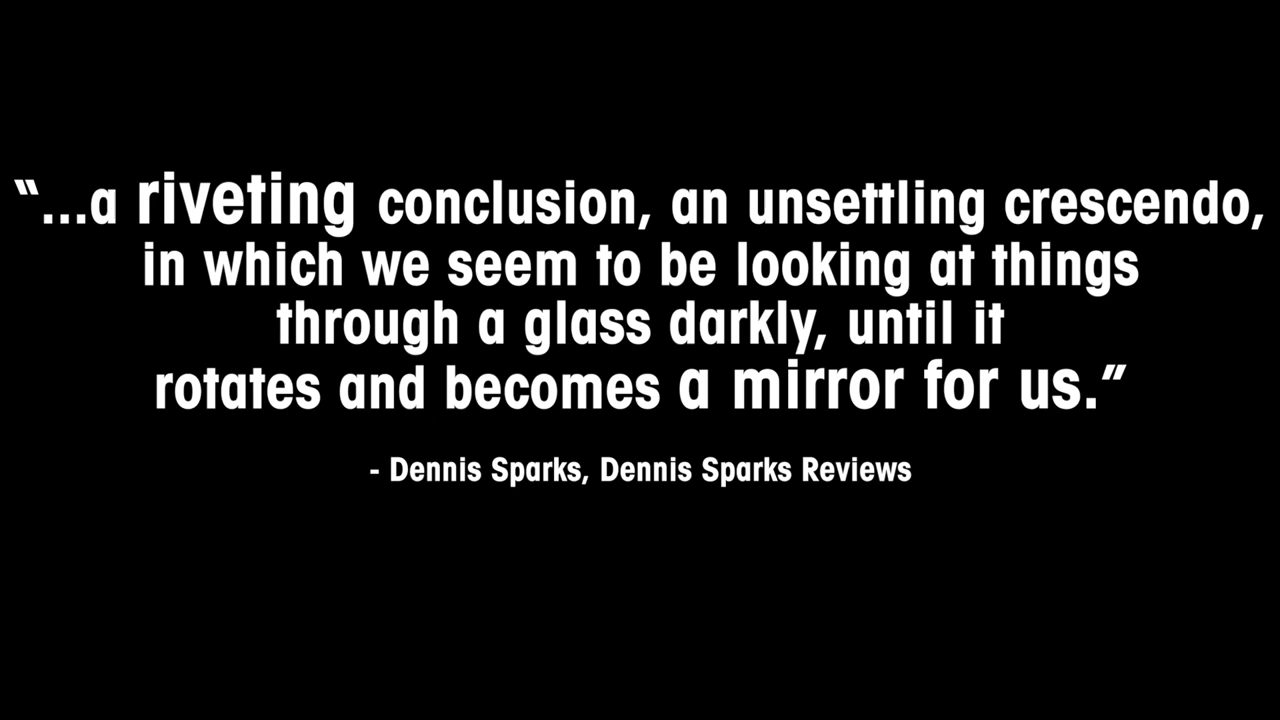 “...a riveting conclusion, an unsettling crescendo,
in which we seem to be looking at things
through a glass darkly, until it
rotates and becomes a mirror for us.”
- Dennis Sparks, Dennis Sparks Reviews